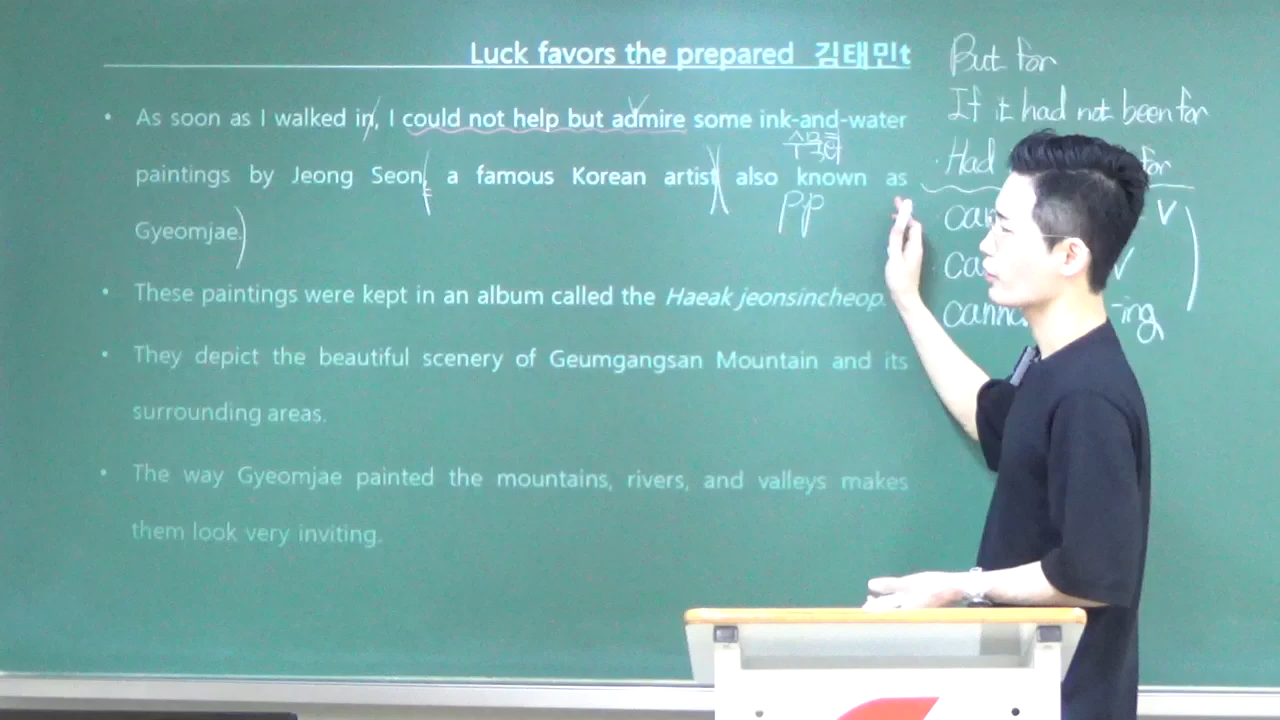 Luck favors the prepared 김태민t
• As soon as I walked in, I could not help but admire some ink-and-water
수묵화
paintings by Jeong Seon, a famous Korean artist also known as
pp
Gyeomjae.
• These paintings were kept in an album called the Haeak jeonsincheop.
• They depict the beautiful scenery of Geumgangsan Mountain and its
surrounding areas.
• The way Gyeomjae painted the mountains, rivers, and valleys makes
them look very inviting.
But for
If it had not been for
Had for
V
V
-ing